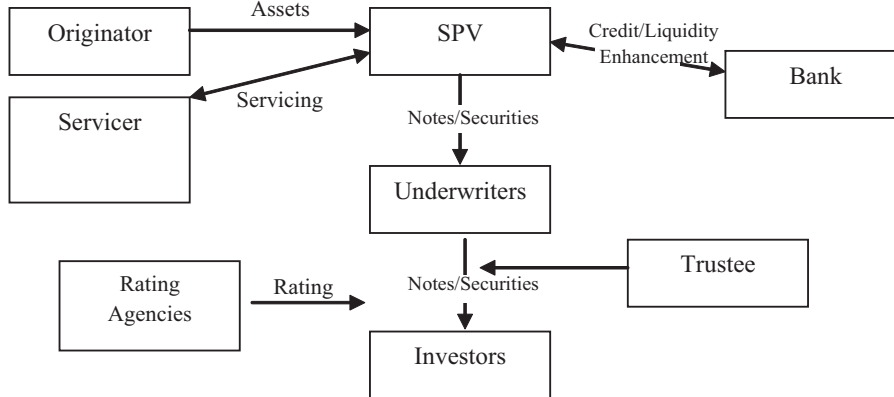 Assets
Originator
SPV
Credit/Liquidity
Enhancement
Bank
Servicing
Servicer
Notes/Securities
Underwriters
Trustee
Rating
Agencies
Rating
Notes/Securities
Investors